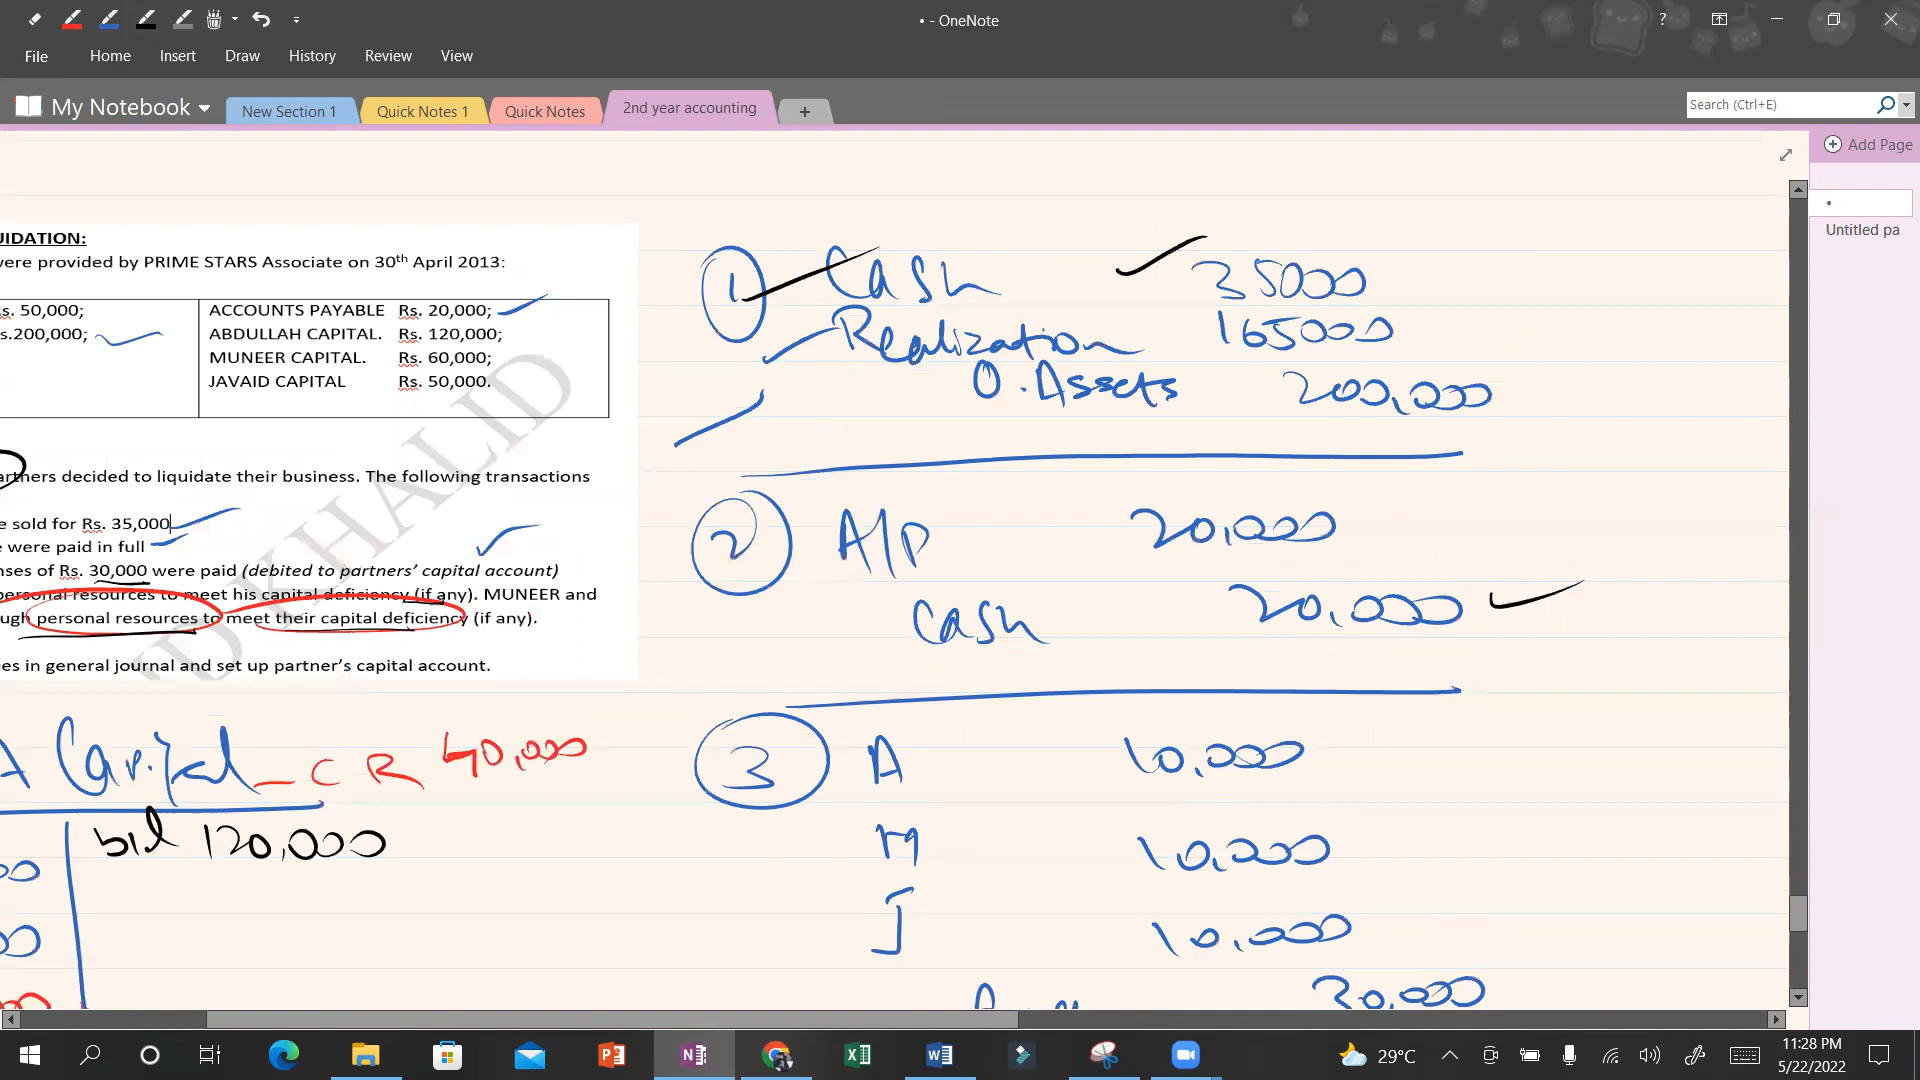 • - OneNote
?
File Home Insert Draw History Review View
My Notebook
New Section 1
Quick Notes 1
Quick Notes
2nd year accounting
+
Search (Ctrl+E)
Add Page
•
Untitled pa
UIDATION:
were provided by PRIME STARS Associate on 30th April 2013:
Rs. 50,000;
s.200,000;
ACCOUNTS PAYABLE Rs. 20,000;
ABDULLAH CAPITAL. Rs. 120,000;
MUNEER CAPITAL. Rs. 60,000;
JAVAID CAPITAL Rs. 50,000.
artners decided to liquidate their business. The following transactions
e sold for Rs. 35,000
e were paid in full
nses of Rs. 30,000 were paid (debited to partners' capital account)
personal resources to meet his capital deficiency (if any). MUNEER and
ugh personal resources to meet their capital deficiency (if any).
es in general journal and set up partner's capital account.
D KHALID
1 Cash 35000
Realization 165000
O. Assets 200,000
2 A/P 20,000
Cash 20,000
3 A 10,000
M 10,000
J 10,000
30,000
A Capital - CR 40,000
b/d 120,000
00
00
29°C
11:28 PM
5/22/2022